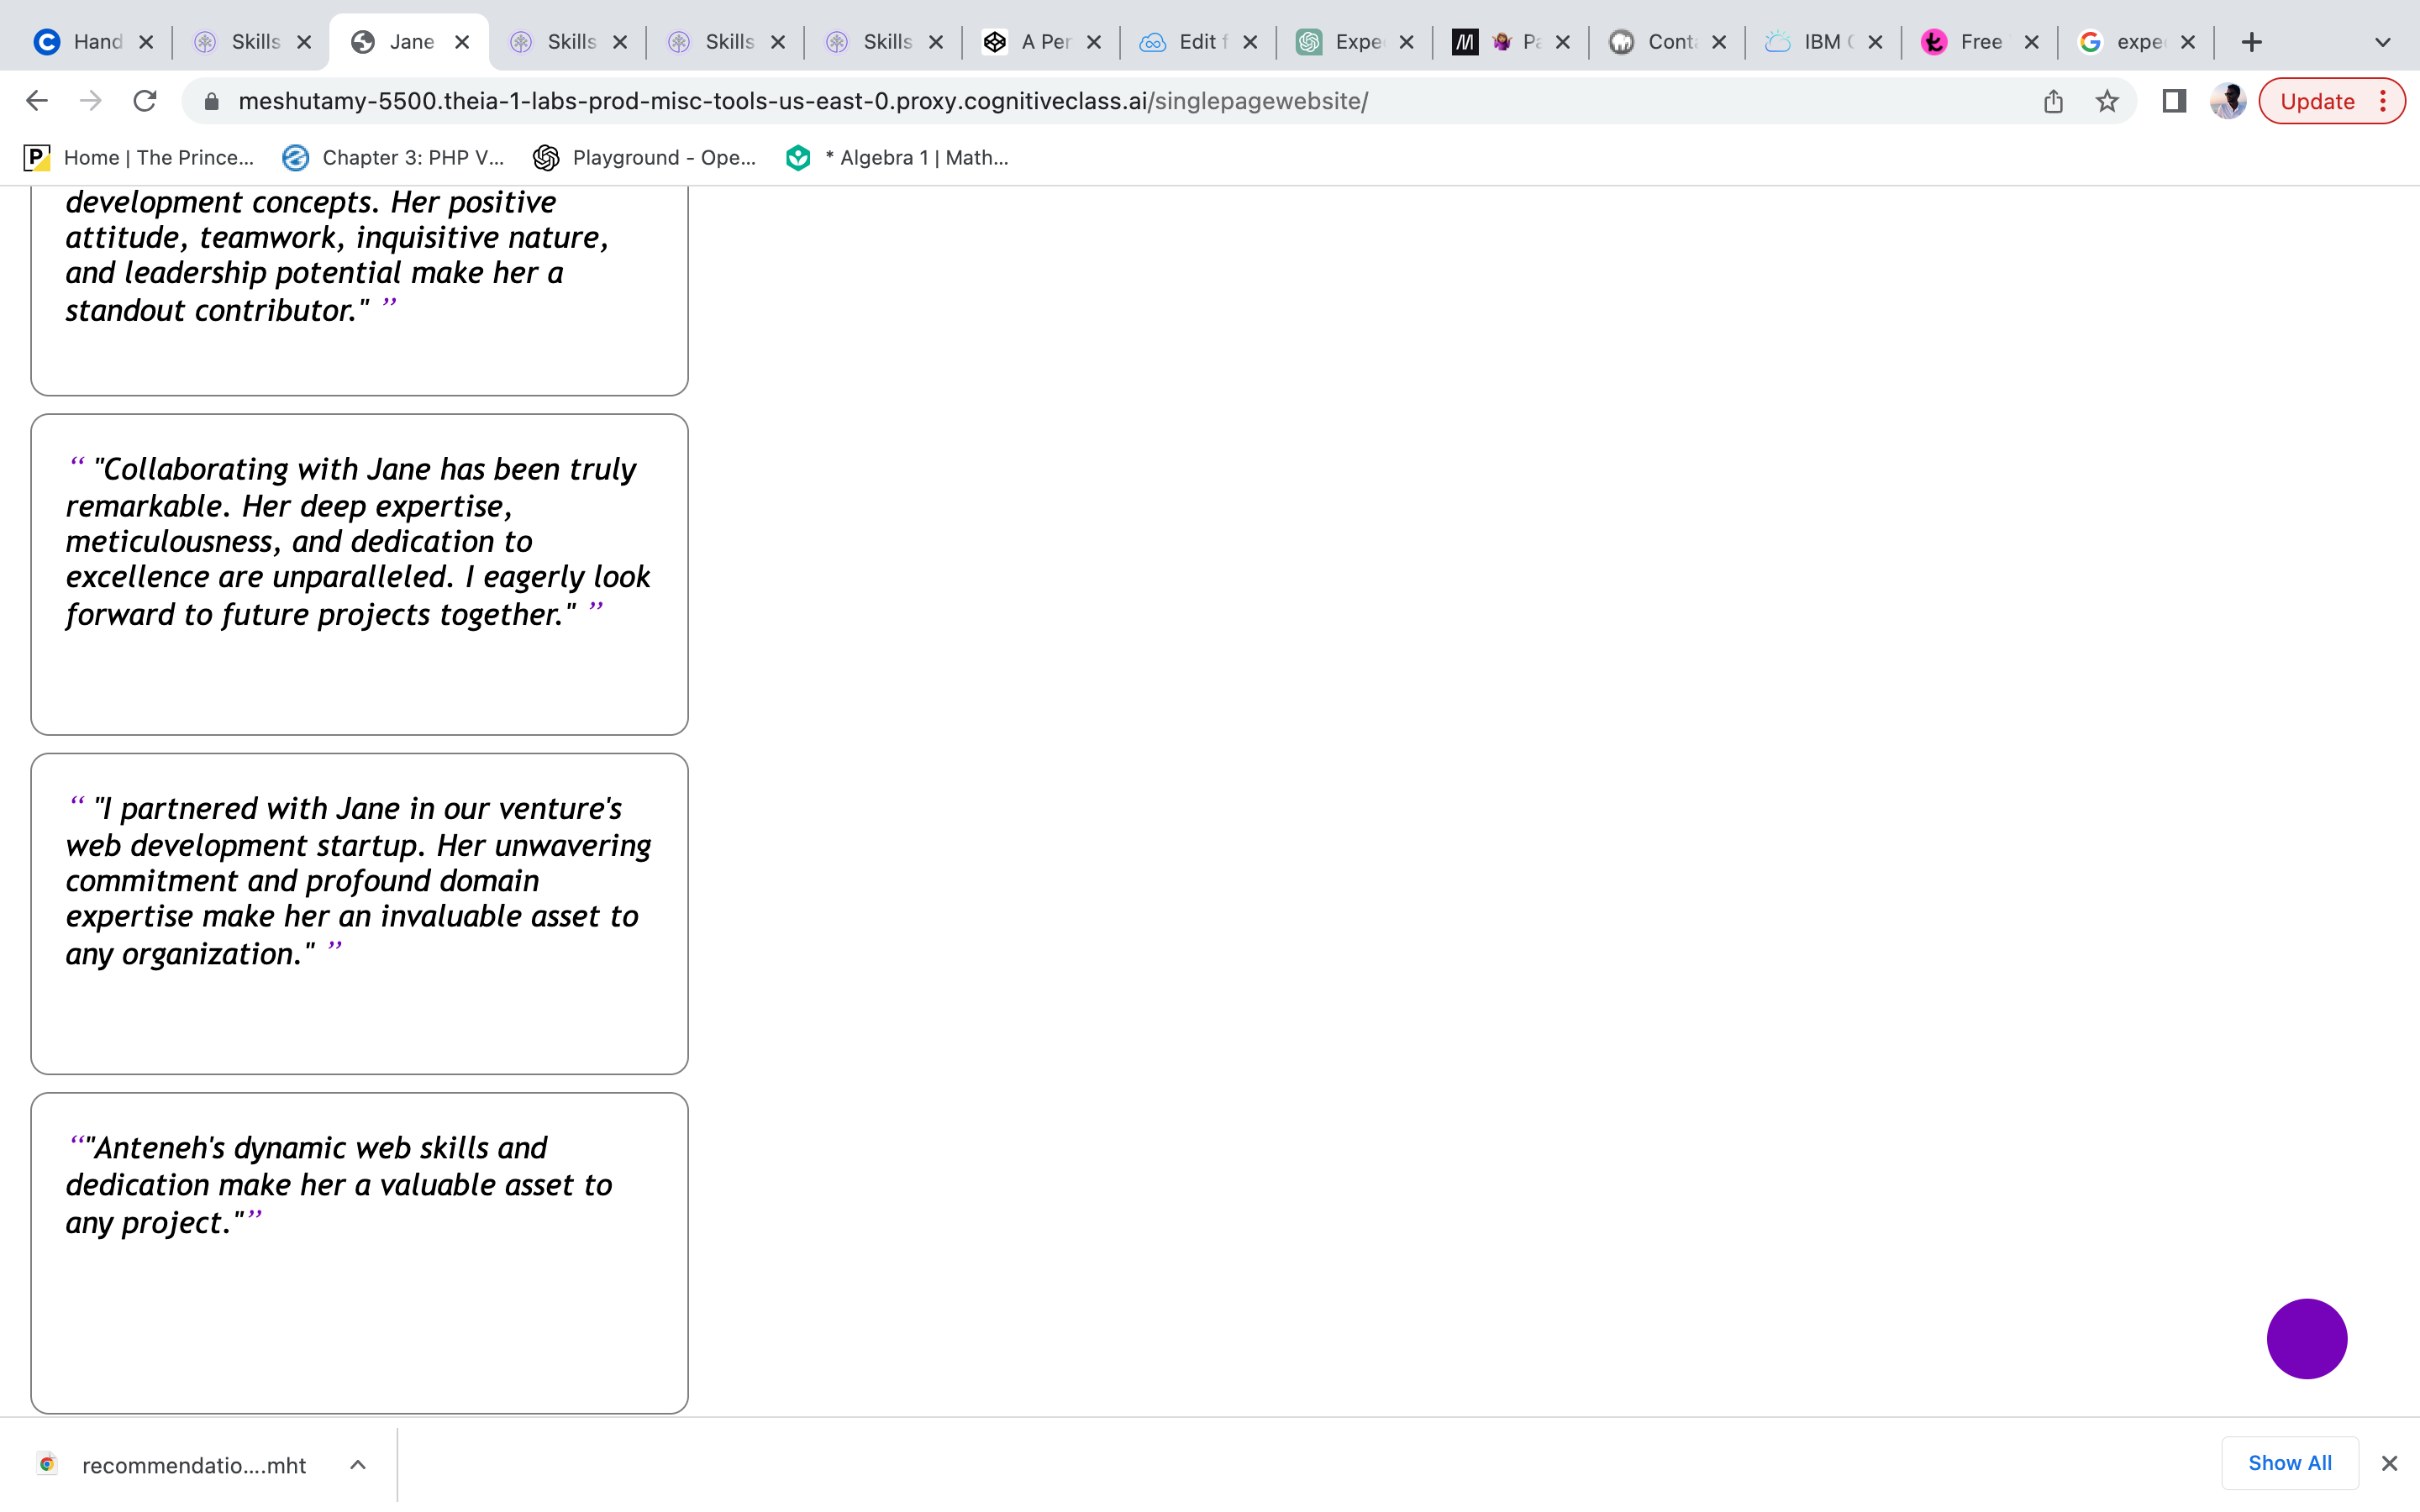 Hand Skills Jane Skills Skills Skills A Per Edit f Expe Pa Conta IBM Free expe
meshutamy-5500.theia-1-labs-prod-misc-tools-us-east-0.proxy.cognitiveclass.ai/singlepagewebsite/ Update
Home | The Prince... Chapter 3: PHP V... Playground - Ope... * Algebra 1 | Math...
development concepts. Her positive
attitude, teamwork, inquisitive nature,
and leadership potential make her a
standout contributor." ”
“ "Collaborating with Jane has been truly
remarkable. Her deep expertise,
meticulousness, and dedication to
excellence are unparalleled. I eagerly look
forward to future projects together." ”
“ "I partnered with Jane in our venture's
web development startup. Her unwavering
commitment and profound domain
expertise make her an invaluable asset to
any organization." ”
“"Anteneh's dynamic web skills and
dedication make her a valuable asset to
any project."”
recommendatio....mht Show All